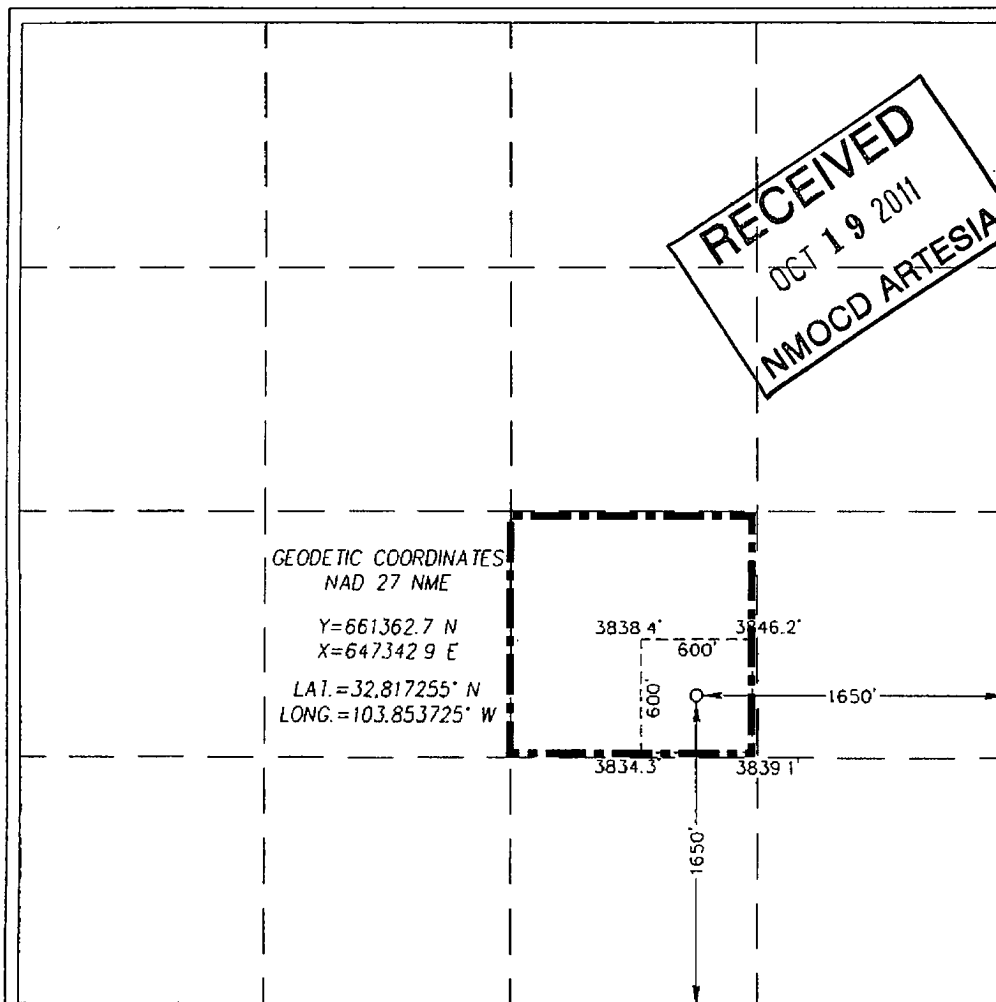 RECEIVED
OCT 19 2011
NMOCD ARTESIA
GEODETIC COORDINATES
NAD 27 NME
Y=661362.7 N
X=647342.9 E
LAT.=32.817255° N
LONG.=103.853725° W
3838.4'
3846.2'
600'
600'
1650'
3834.3'
3839.1'
1650'